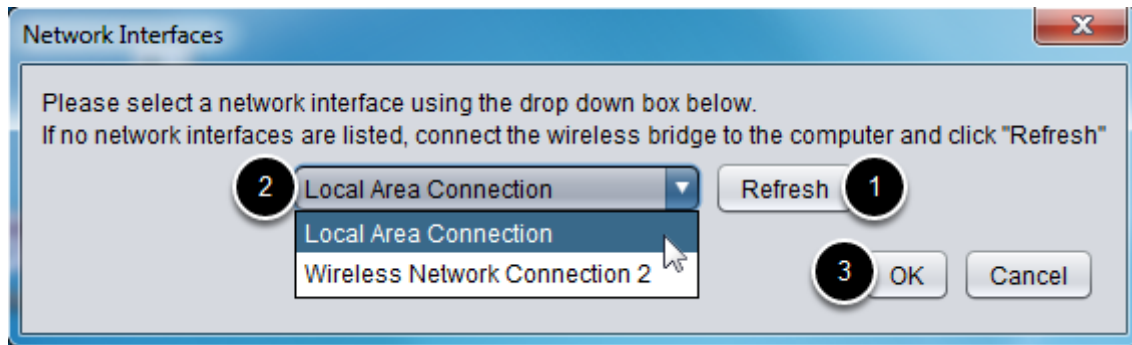 Network Interfaces
X
Please select a network interface using the drop down box below.
If no network interfaces are listed, connect the wireless bridge to the computer and click "Refresh"
2 Local Area Connection Refresh 1
Local Area Connection
Wireless Network Connection 2
3 OK Cancel